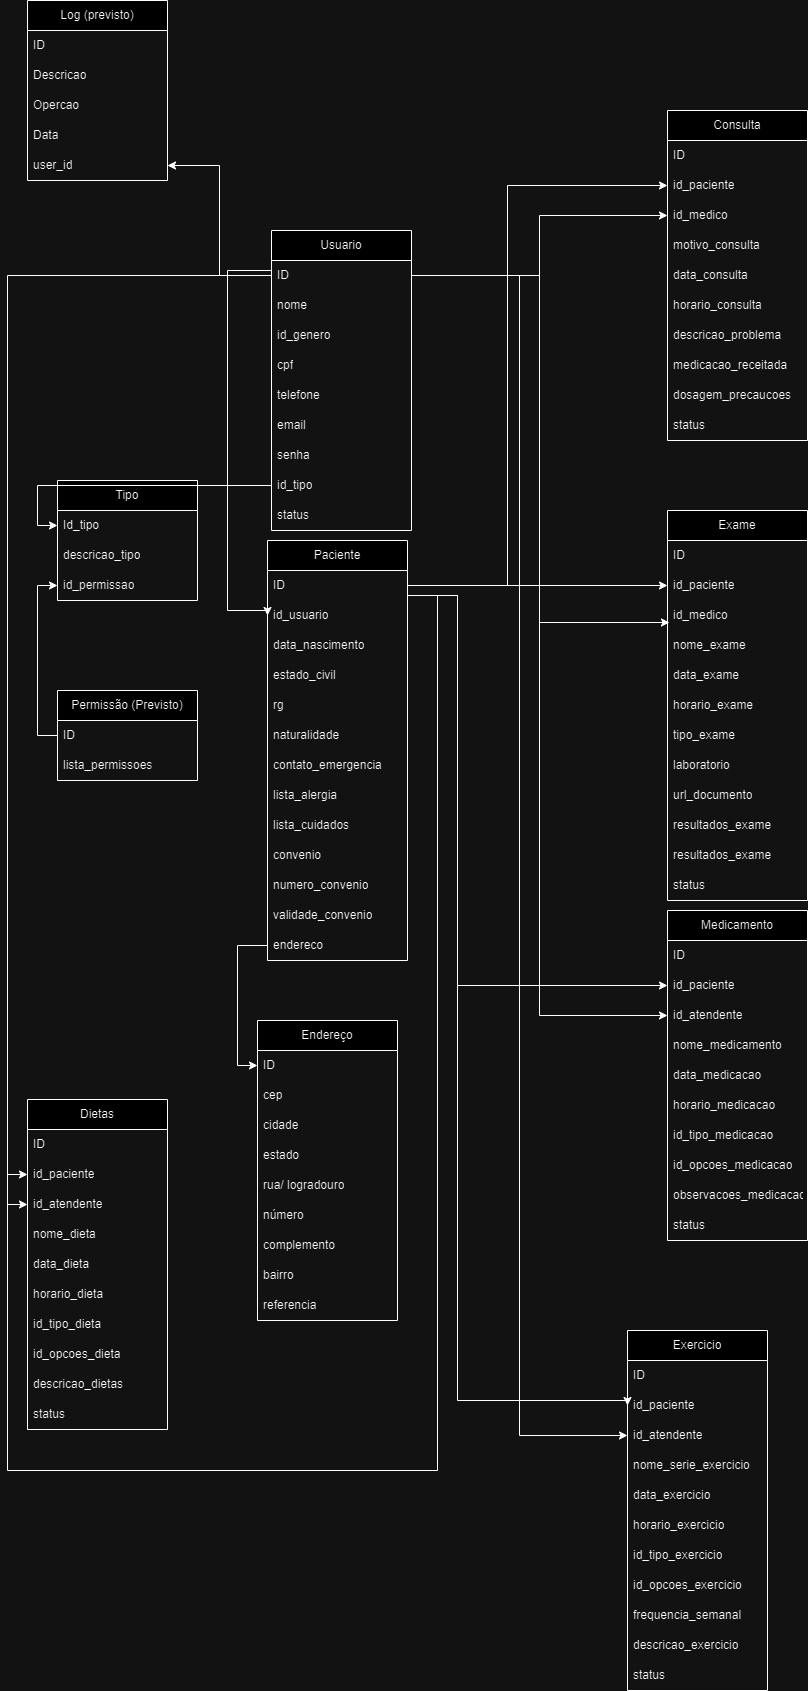 Log (previsto)
ID
Descricao
Opercao
Data
user_id
Consulta
ID
id_paciente
id_medico
motivo_consulta
data_consulta
horario_consulta
descricao_problema
medicacao_receitada
dosagem_precaucoes
status
Usuario
ID
nome
id_genero
cpf
telefone
email
senha
id_tipo
status
Tipo
Id_tipo
descricao_tipo
id_permissao
Exame
ID
id_paciente
id_medico
nome_exame
data_exame
horario_exame
tipo_exame
laboratorio
url_documento
resultados_exame
resultados_exame
status
Paciente
ID
id_usuario
data_nascimento
estado_civil
rg
naturalidade
contato_emergencia
lista_alergia
lista_cuidados
convenio
numero_convenio
validade_convenio
endereco
Permissão (Previsto)
ID
lista_permissoes
Medicamento
ID
id_paciente
id_atendente
nome_medicamento
data_medicacao
horario_medicacao
id_tipo_medicacao
id_opcoes_medicacao
observacoes_medicacac
status
Endereço
ID
cep
cidade
estado
rua/ logradouro
número
complemento
bairro
referencia
Dietas
ID
id_paciente
id_atendente
nome_dieta
data_dieta
horario_dieta
id_tipo_dieta
id_opcoes_dieta
descricao_dietas
status
Exercicio
ID
id_paciente
id_atendente
nome_serie_exercicio
data_exercicio
horario_exercicio
id_tipo_exercicio
id_opcoes_exercicio
frequencia_semanal
descricao_exercicio
status